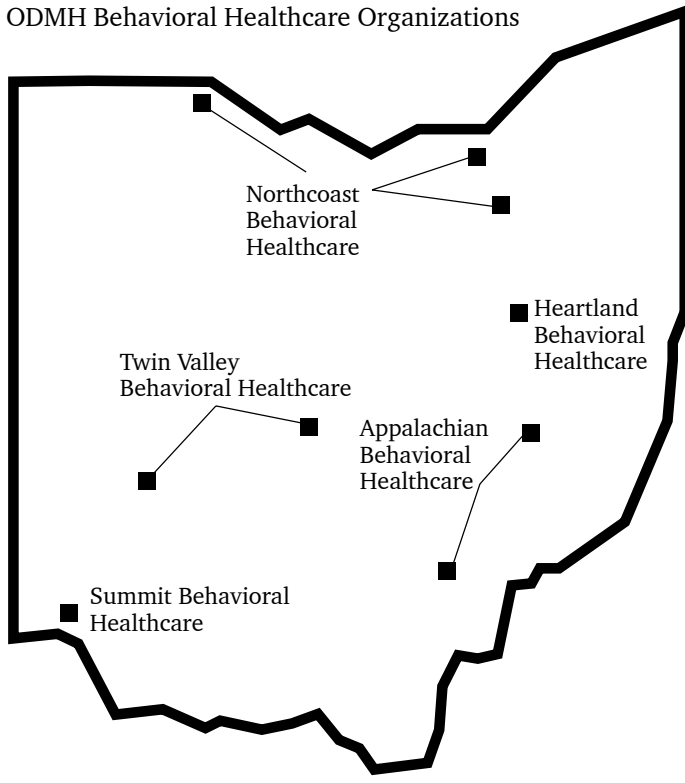 ODMH Behavioral Healthcare Organizations
Northcoast
Behavioral
Healthcare
Heartland
Behavioral
Healthcare
Twin Valley
Behavioral Healthcare
Appalachian
Behavioral
Healthcare
Summit Behavioral
Healthcare